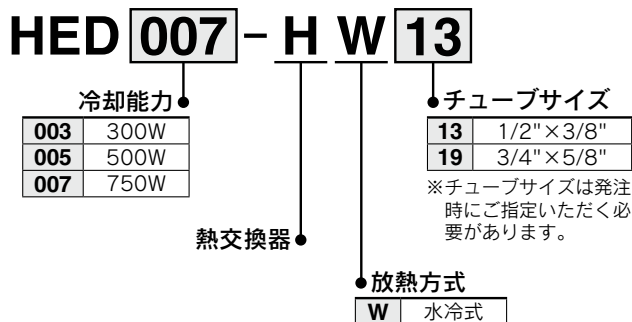 HED 007-HW13
冷却能力
003 300W
005 500W
007 750W
チューブサイズ
13 1/2"×3/8"
19 3/4"×5/8"
※チューブサイズは発注
時にご指定いただく必
要があります。
熱交換器
放熱方式
W 水冷式